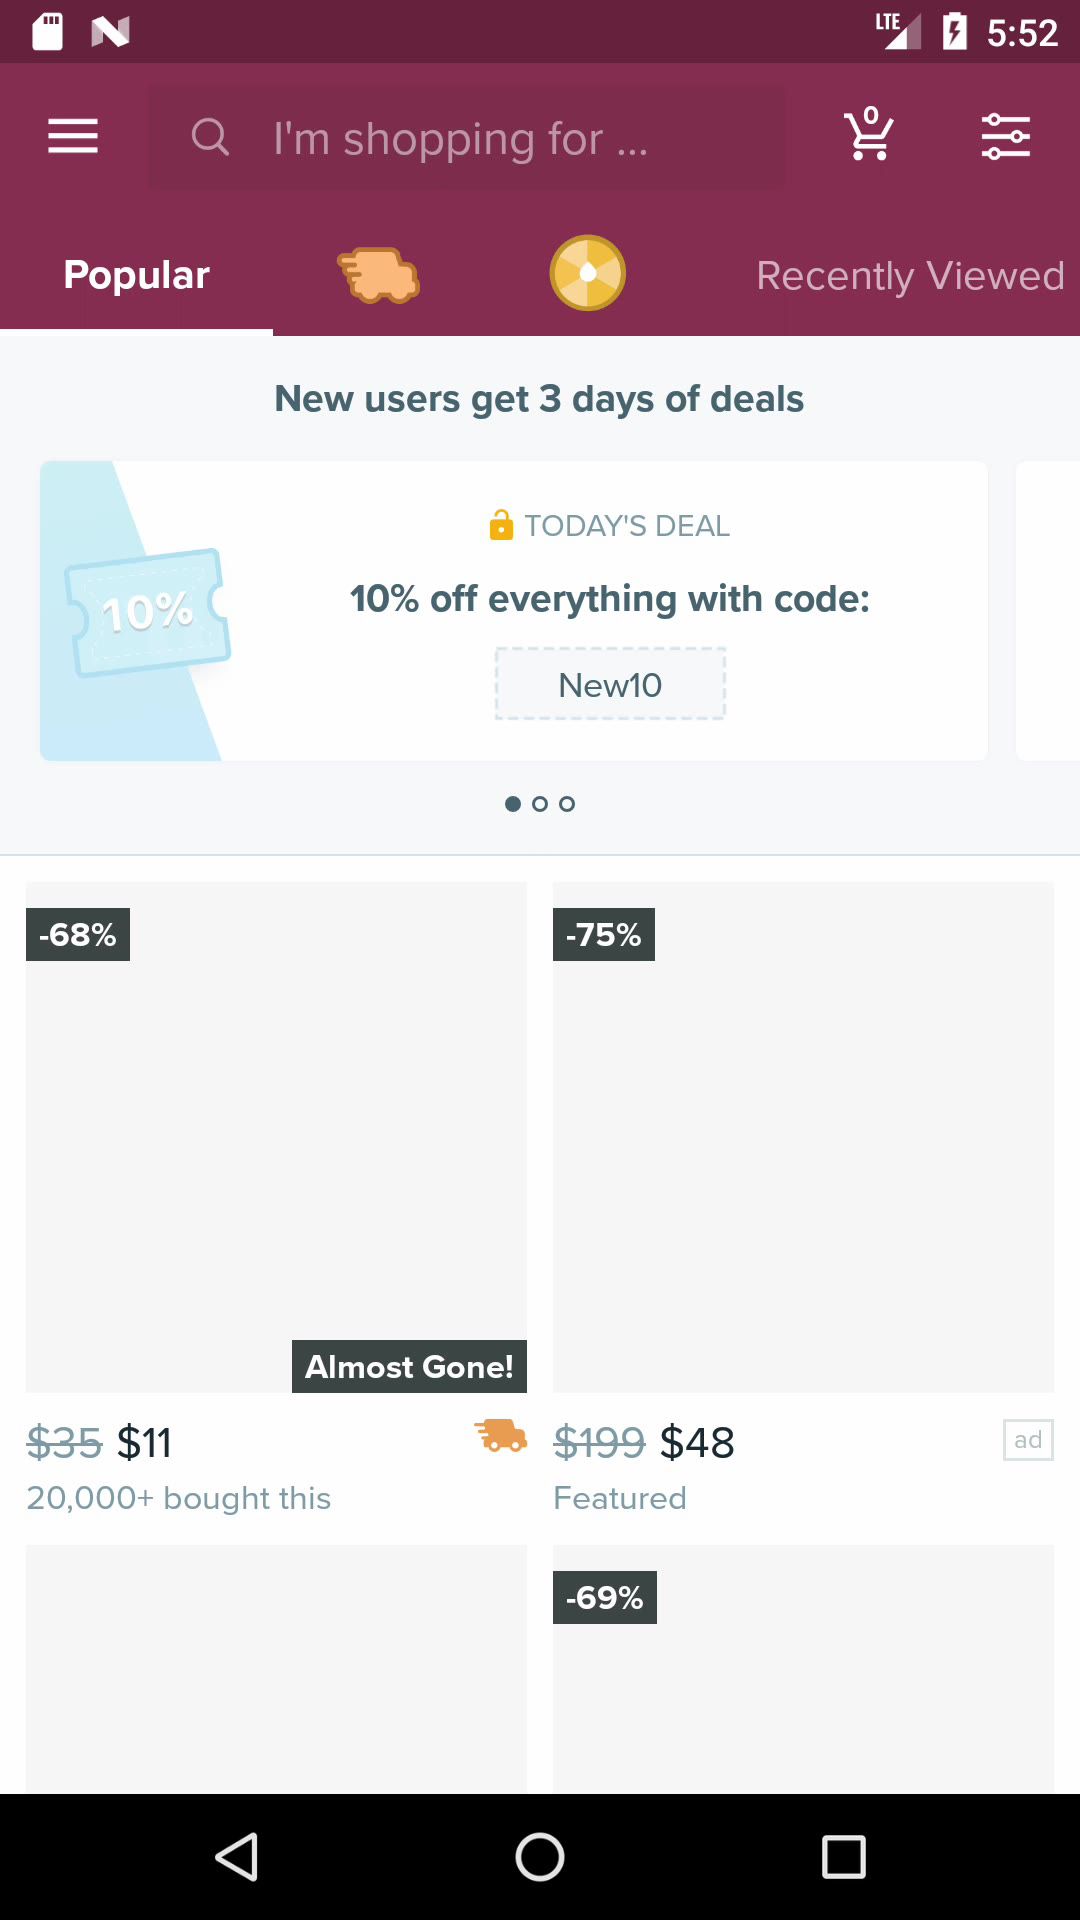 LTE 5:52
I'm shopping for ...
0
Popular
Recently Viewed
New users get 3 days of deals
TODAY'S DEAL
10% off everything with code:
10%
New10
-68%
-75%
Almost Gone!
$35 $11
$199 $48
ad
20,000+ bought this
Featured
-69%